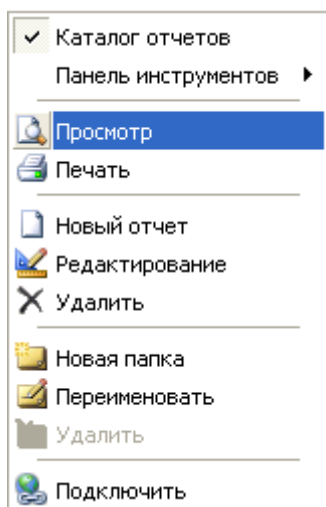 Каталог отчетов
Панель инструментов
Просмотр
Печать
Новый отчет
Редактирование
Удалить
Новая папка
Переименовать
Удалить
Подключить